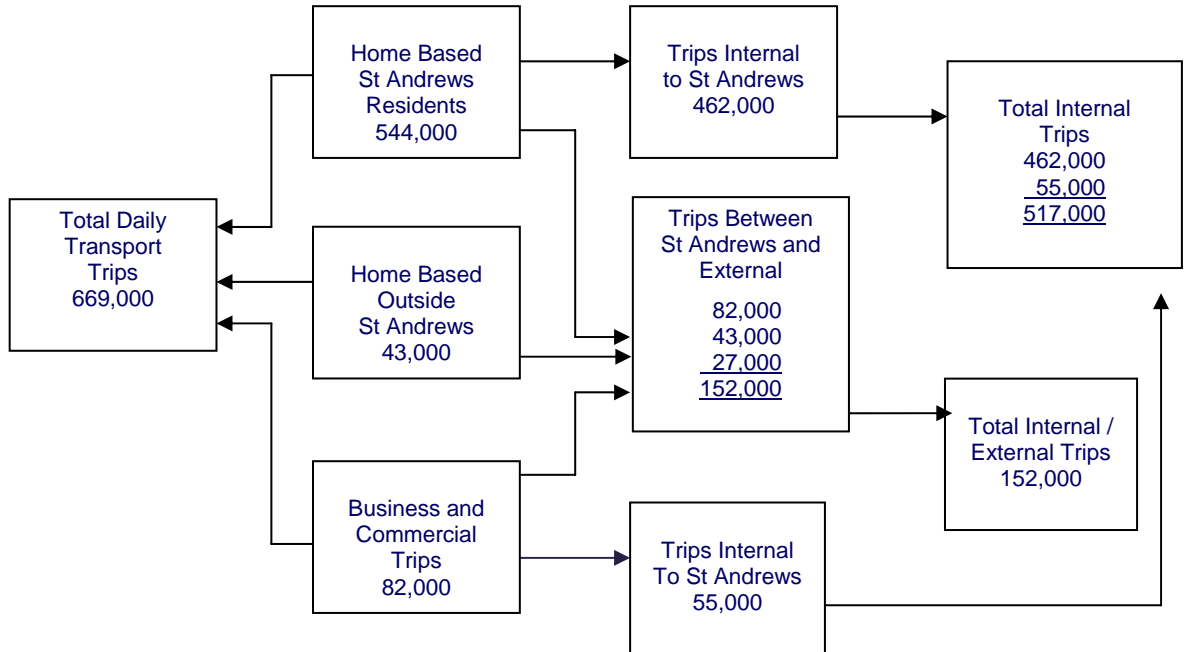 Total Daily
Transport
Trips
669,000
Home Based
St Andrews
Residents
544,000
Home Based
Outside
St Andrews
43,000
Business and
Commercial
Trips
82,000
Trips Internal
to St Andrews
462,000
Trips Between
St Andrews and
External
82,000
43,000
27,000
152,000
Trips Internal
To St Andrews
55,000
Total Internal
Trips
462,000
55,000
517,000
Total Internal /
External Trips
152,000